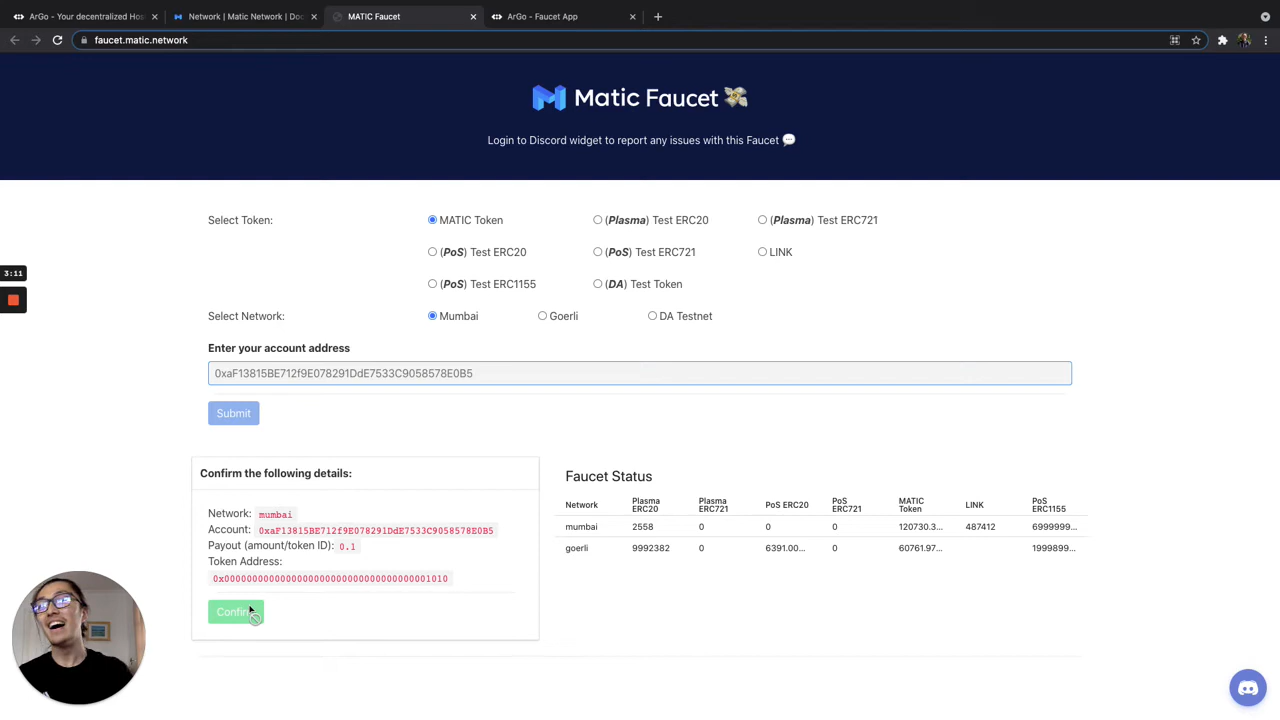 ArGo - Your decentralized Hos
Network | Matic Network | Doc
MATIC Faucet
ArGo - Faucet App
faucet.matic.network
Matic Faucet 💸
Login to Discord widget to report any issues with this Faucet 💬
Select Token:
MATIC Token
(Plasma) Test ERC20
(Plasma) Test ERC721
(PoS) Test ERC20
(PoS) Test ERC721
LINK
3:11
(PoS) Test ERC1155
(DA) Test Token
Select Network:
Mumbai
Goerli
DA Testnet
Enter your account address
0xaF13815BE712f9E078291DdE7533C9058578E0B5
Submit
Confirm the following details:
Network: mumbai
Account: 0xaF13815BE712f9E078291DdE7533C9058578E0B5
Payout (amount/token ID): 0.1
Token Address:
0x0000000000000000000000000000000000001010
Confirm
Faucet Status
Network Plasma ERC20 Plasma ERC721 PoS ERC20 PoS ERC721 MATIC Token LINK PoS ERC1155
mumbai 2558 0 0 0 120730.3... 487412 6999999...
goerli 9992382 0 6391.00... 0 60761.97... 1999899...